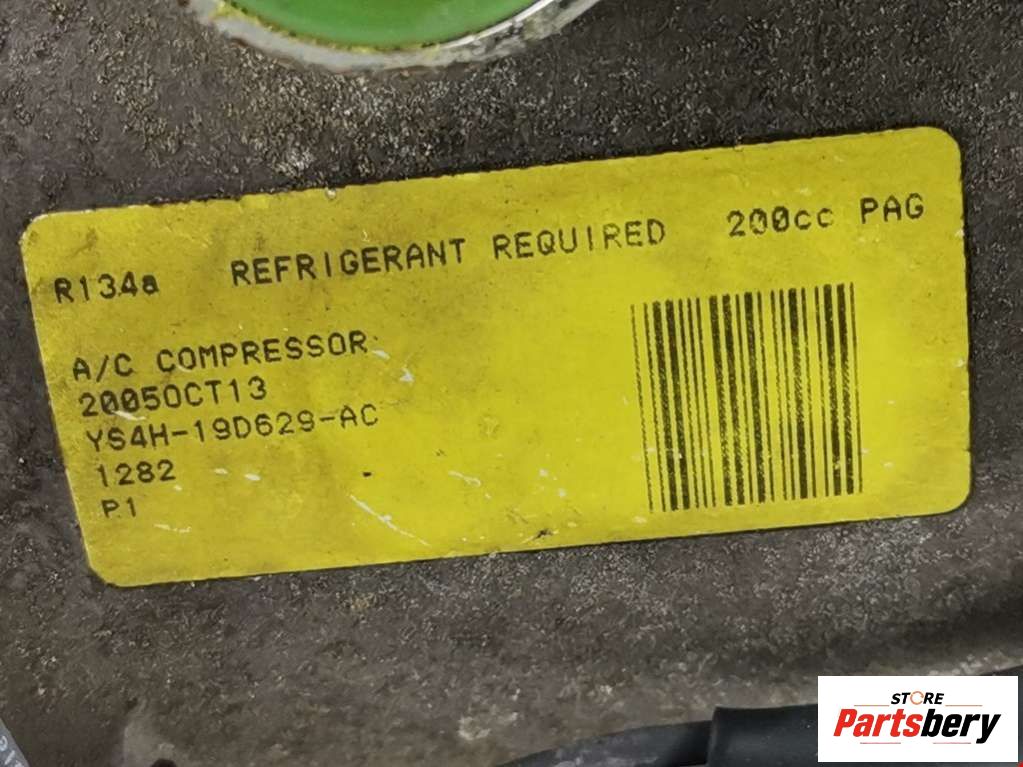 R134a REFRIGERANT REQUIRED 200cc PAG
A/C COMPRESSOR
2005OCT13
YS4H-19D629-AC
1282
P1
STORE
Partsbery